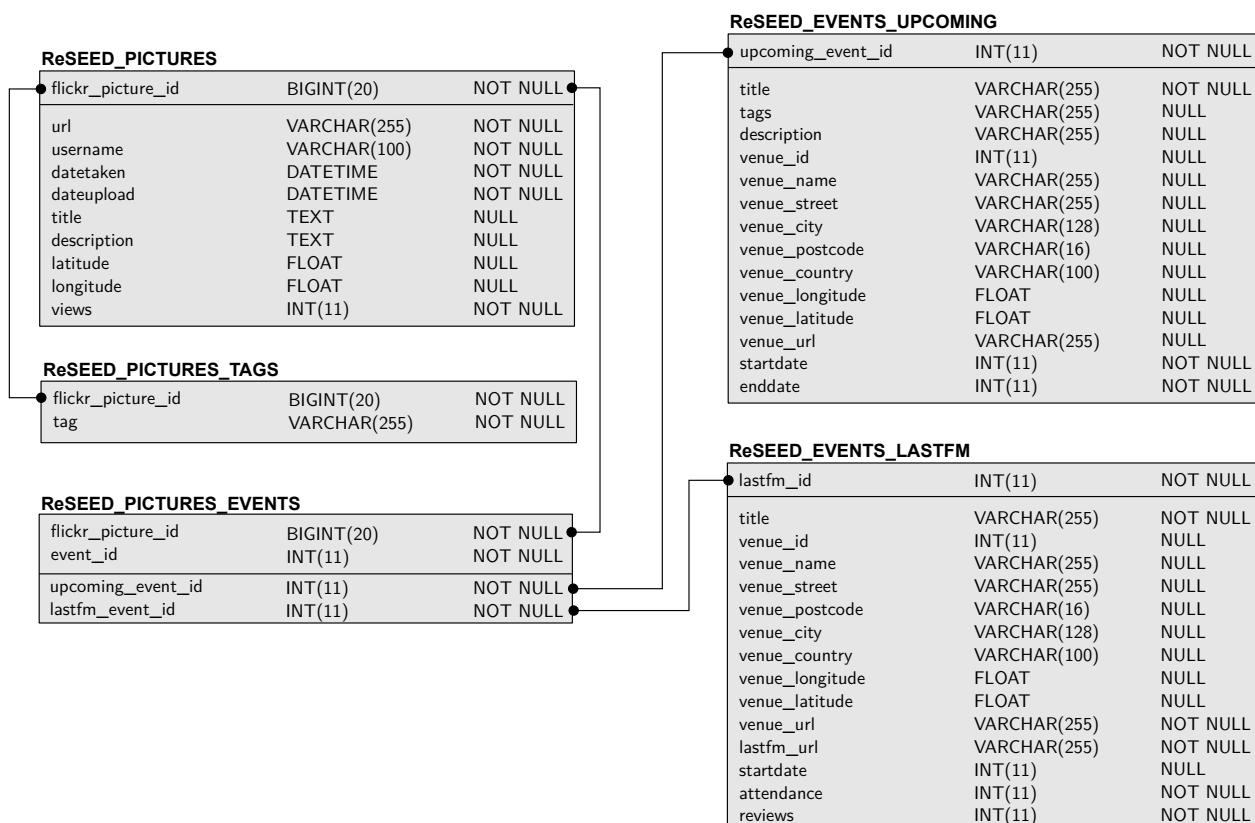 ReSEED_PICTURES
flickr_picture_id BIGINT(20) NOT NULL
url VARCHAR(255) NOT NULL
username VARCHAR(100) NOT NULL
datetaken DATETIME NOT NULL
dateupload DATETIME NOT NULL
title TEXT NULL
description TEXT NULL
latitude FLOAT NULL
longitude FLOAT NULL
views INT(11) NOT NULL
ReSEED_PICTURES_TAGS
flickr_picture_id BIGINT(20) NOT NULL
tag VARCHAR(255) NOT NULL
ReSEED_PICTURES_EVENTS
flickr_picture_id BIGINT(20) NOT NULL
event_id INT(11) NOT NULL
upcoming_event_id INT(11) NOT NULL
lastfm_event_id INT(11) NOT NULL
ReSEED_EVENTS_UPCOMING
upcoming_event_id INT(11) NOT NULL
title VARCHAR(255) NOT NULL
tags VARCHAR(255) NULL
description VARCHAR(255) NULL
venue_id INT(11) NULL
venue_name VARCHAR(255) NULL
venue_street VARCHAR(255) NULL
venue_city VARCHAR(128) NULL
venue_postcode VARCHAR(16) NULL
venue_country VARCHAR(100) NULL
venue_longitude FLOAT NULL
venue_latitude FLOAT NULL
venue_url VARCHAR(255) NULL
startdate INT(11) NOT NULL
enddate INT(11) NOT NULL
ReSEED_EVENTS_LASTFM
lastfm_id INT(11) NOT NULL
title VARCHAR(255) NOT NULL
venue_id INT(11) NULL
venue_name VARCHAR(255) NULL
venue_street VARCHAR(255) NULL
venue_postcode VARCHAR(16) NULL
venue_city VARCHAR(128) NULL
venue_country VARCHAR(100) NULL
venue_longitude FLOAT NULL
venue_latitude FLOAT NULL
venue_url VARCHAR(255) NOT NULL
lastfm_url VARCHAR(255) NOT NULL
startdate INT(11) NULL
attendance INT(11) NOT NULL
reviews INT(11) NOT NULL